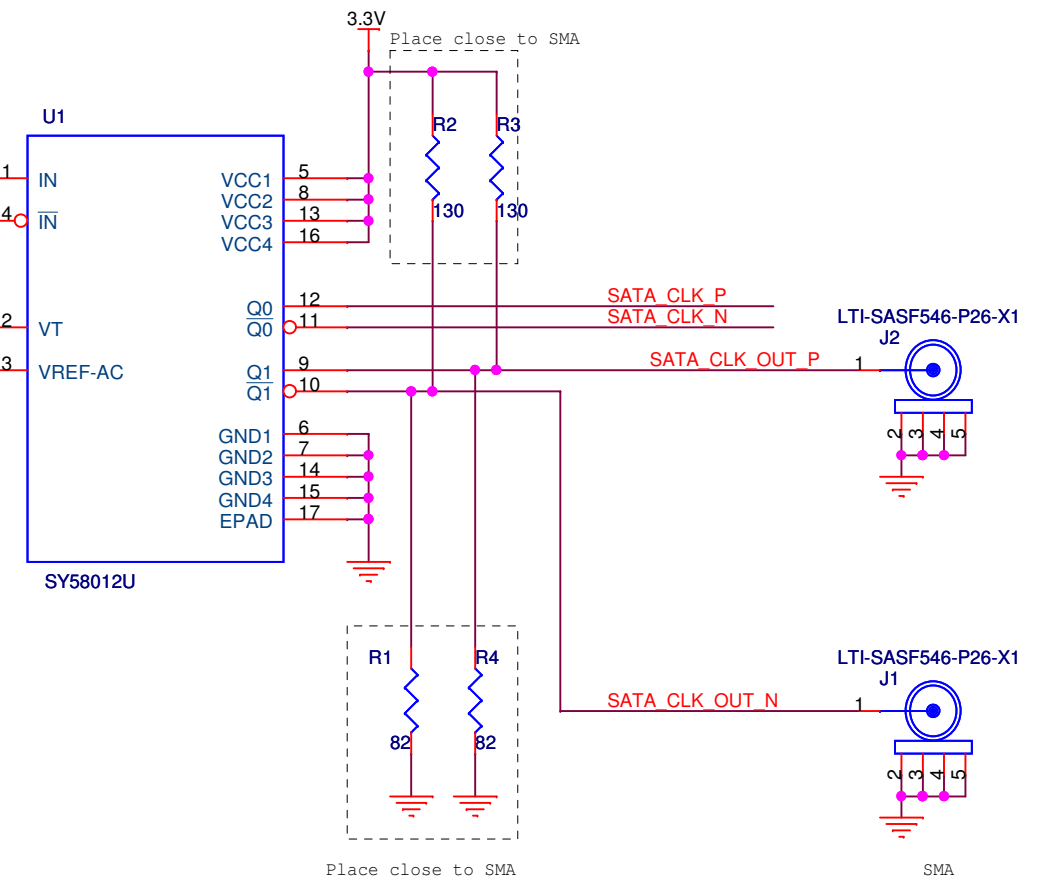 3.3V
Place close to SMA
U1
R2
R3
1
IN
VCC1
5
VCC2
8
4
IN
VCC3
13
130
130
VCC4
16
Q0
12
SATA_CLK_P
2
VT
Q0
11
SATA_CLK_N
LTI-SASF546-P26-X1
J2
3
VREF-AC
Q1
9
SATA_CLK_OUT_P
1
Q1
10
GND1
6
2
3
4
5
GND2
7
GND3
14
GND4
15
EPAD
17
SY58012U
R1
R4
LTI-SASF546-P26-X1
J1
SATA_CLK_OUT_N
1
82
82
2
3
4
5
Place close to SMA
SMA